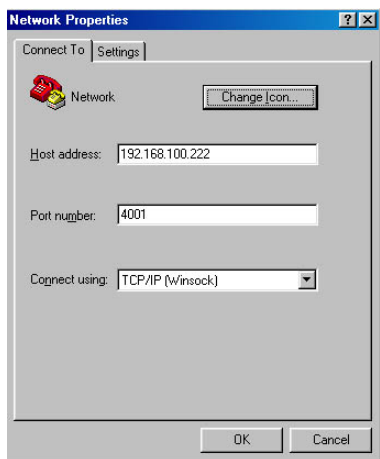 Network Properties
Connect To Settings
Network Change Icon...
Host address: 192.168.100.222
Port number: 4001
Connect using: TCP/IP (Winsock)
OK Cancel